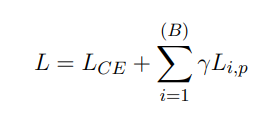 $L = L_{CE} + \sum_{i=1}^{(B)} \gamma L_{i,p}$